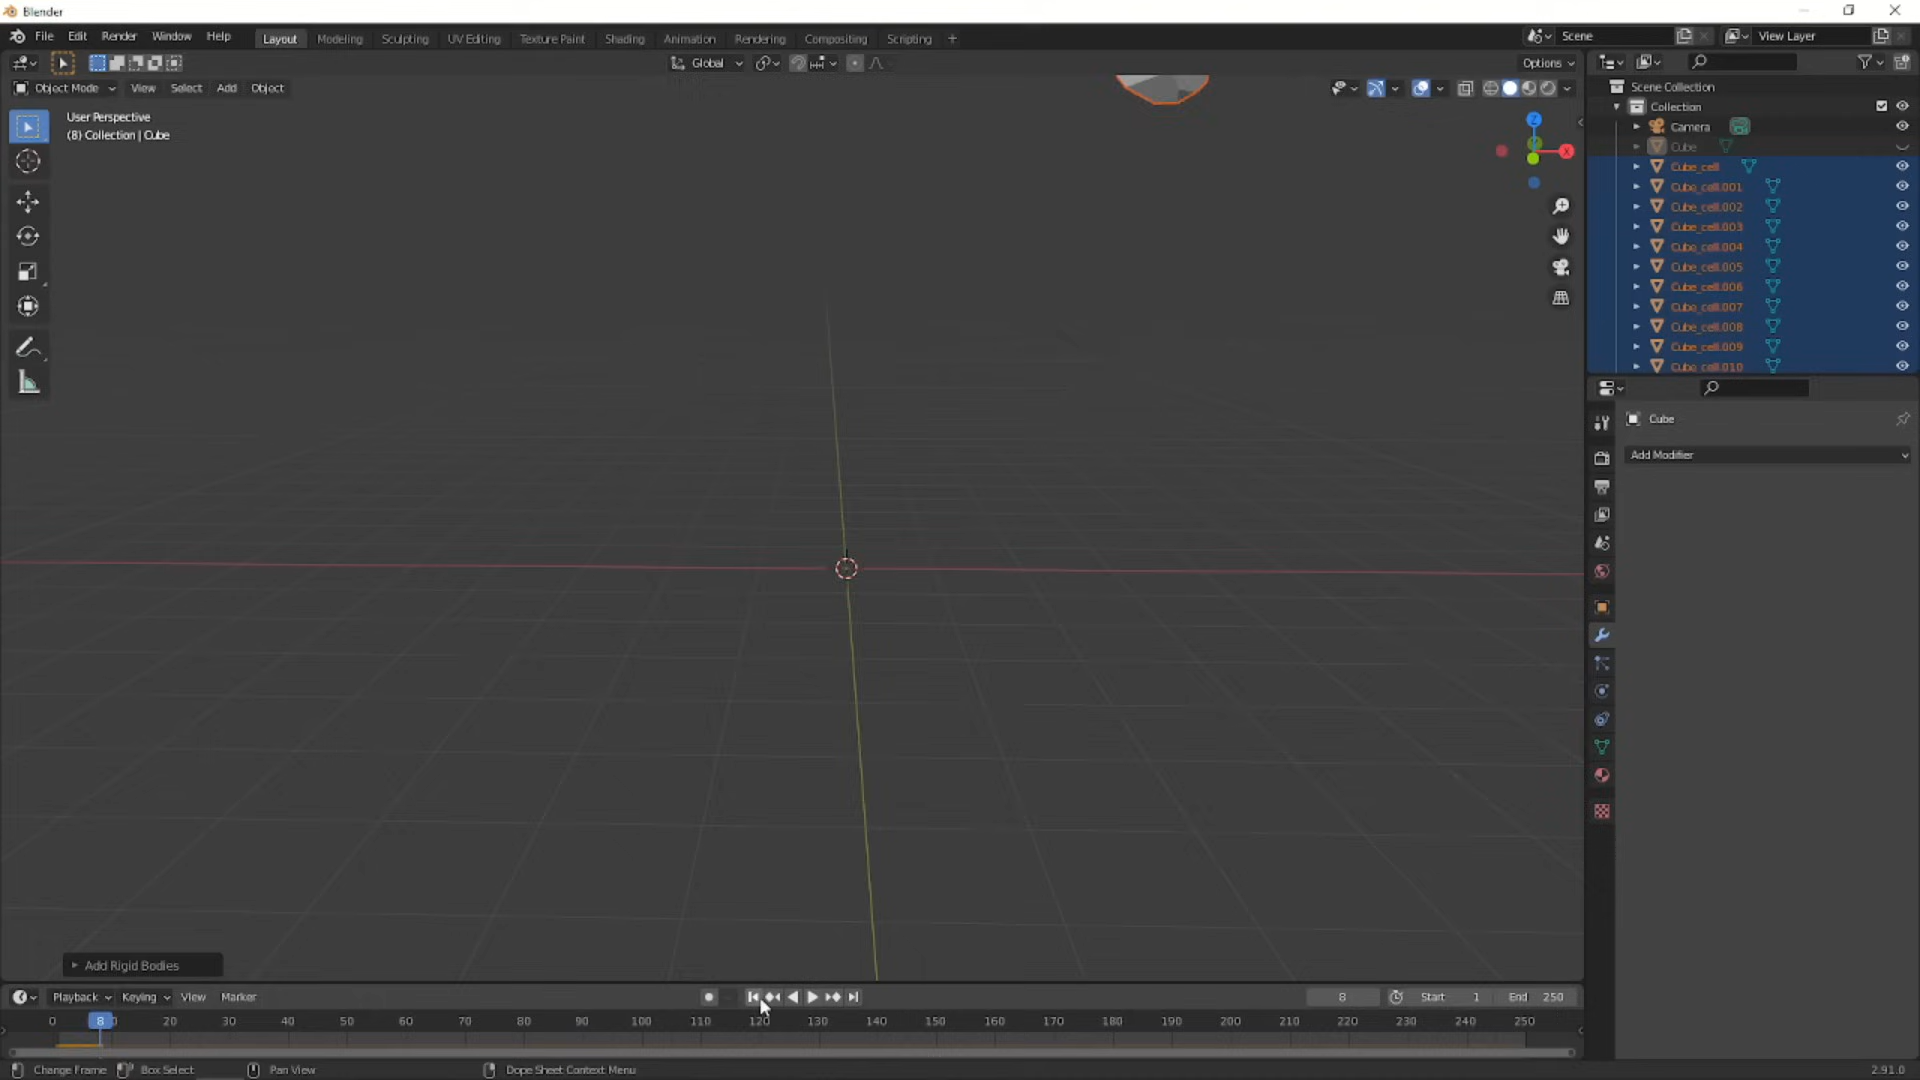 Blender
File Edit Render Window Help Layout Modeling Sculpting UV Editing Texture Paint Shading Animation Rendering Compositing Scripting + Scene View Layer
Global Options
Object Mode View Select Add Object
User Perspective
(8) Collection | Cube
Z
X
Scene Collection
Collection
Camera
Cube
Cube_cell
Cube_cell.001
Cube_cell.002
Cube_cell.003
Cube_cell.004
Cube_cell.005
Cube_cell.006
Cube_cell.007
Cube_cell.008
Cube_cell.009
Cube_cell.010
Cube
Add Modifier
Add Rigid Bodies
Playback Keying View Marker 8 Start 1 End 250
0 8 20 30 40 50 60 70 80 90 100 110 120 130 140 150 160 170 180 190 200 210 220 230 240 250
Change Frame Box Select Pan View Dope Sheet Context Menu 2.91.0